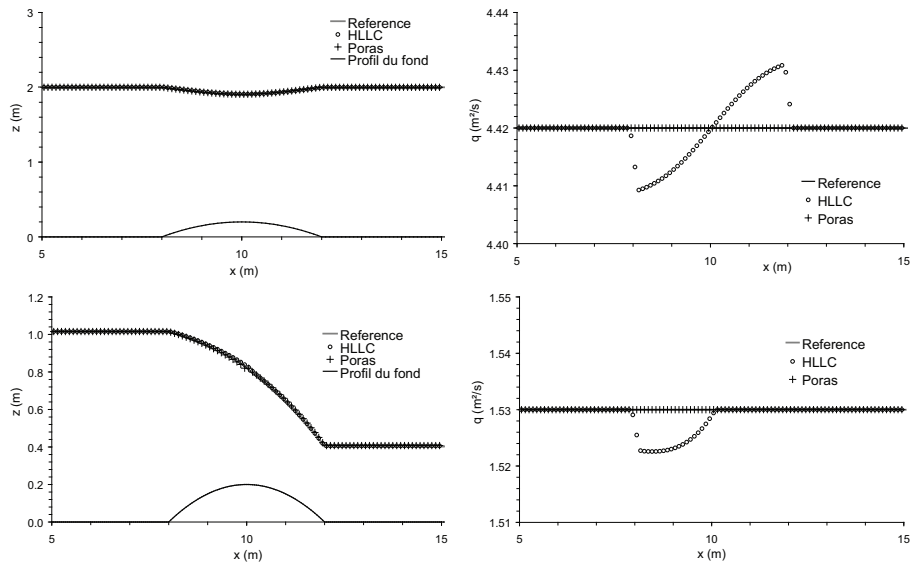 3
2
1
0
z (m)
5
10
15
x (m)
Reference
HLLC
Poras
Profil du fond
4.44
4.43
4.42
4.41
4.40
q (m²/s)
5
10
15
x (m)
Reference
HLLC
Poras
1.2
1.0
0.8
0.6
0.4
0.2
0.0
z (m)
5
10
15
x (m)
Reference
HLLC
Poras
Profil du fond
1.55
1.54
1.53
1.52
1.51
q (m²/s)
5
10
15
x (m)
Reference
HLLC
Poras